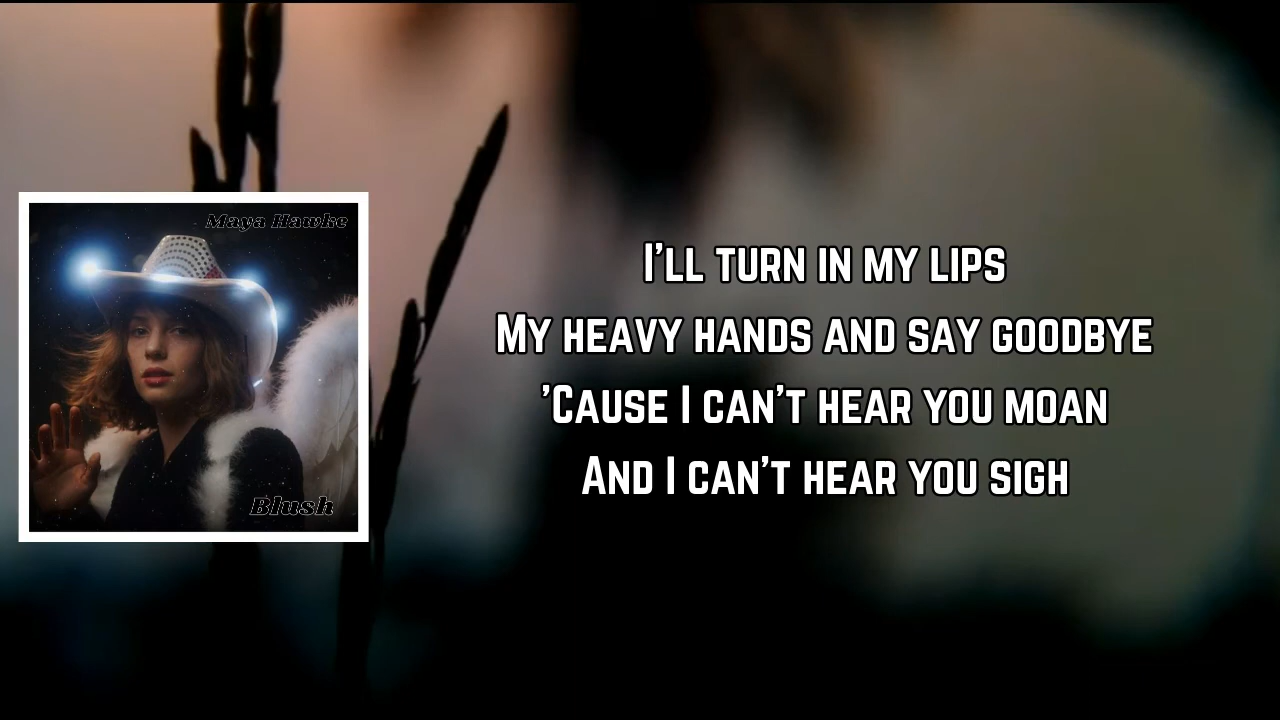 Maya Hawke
Blush
I'll turn in my lips
My heavy hands and say goodbye
'Cause I can't hear you moan
And I can't hear you sigh